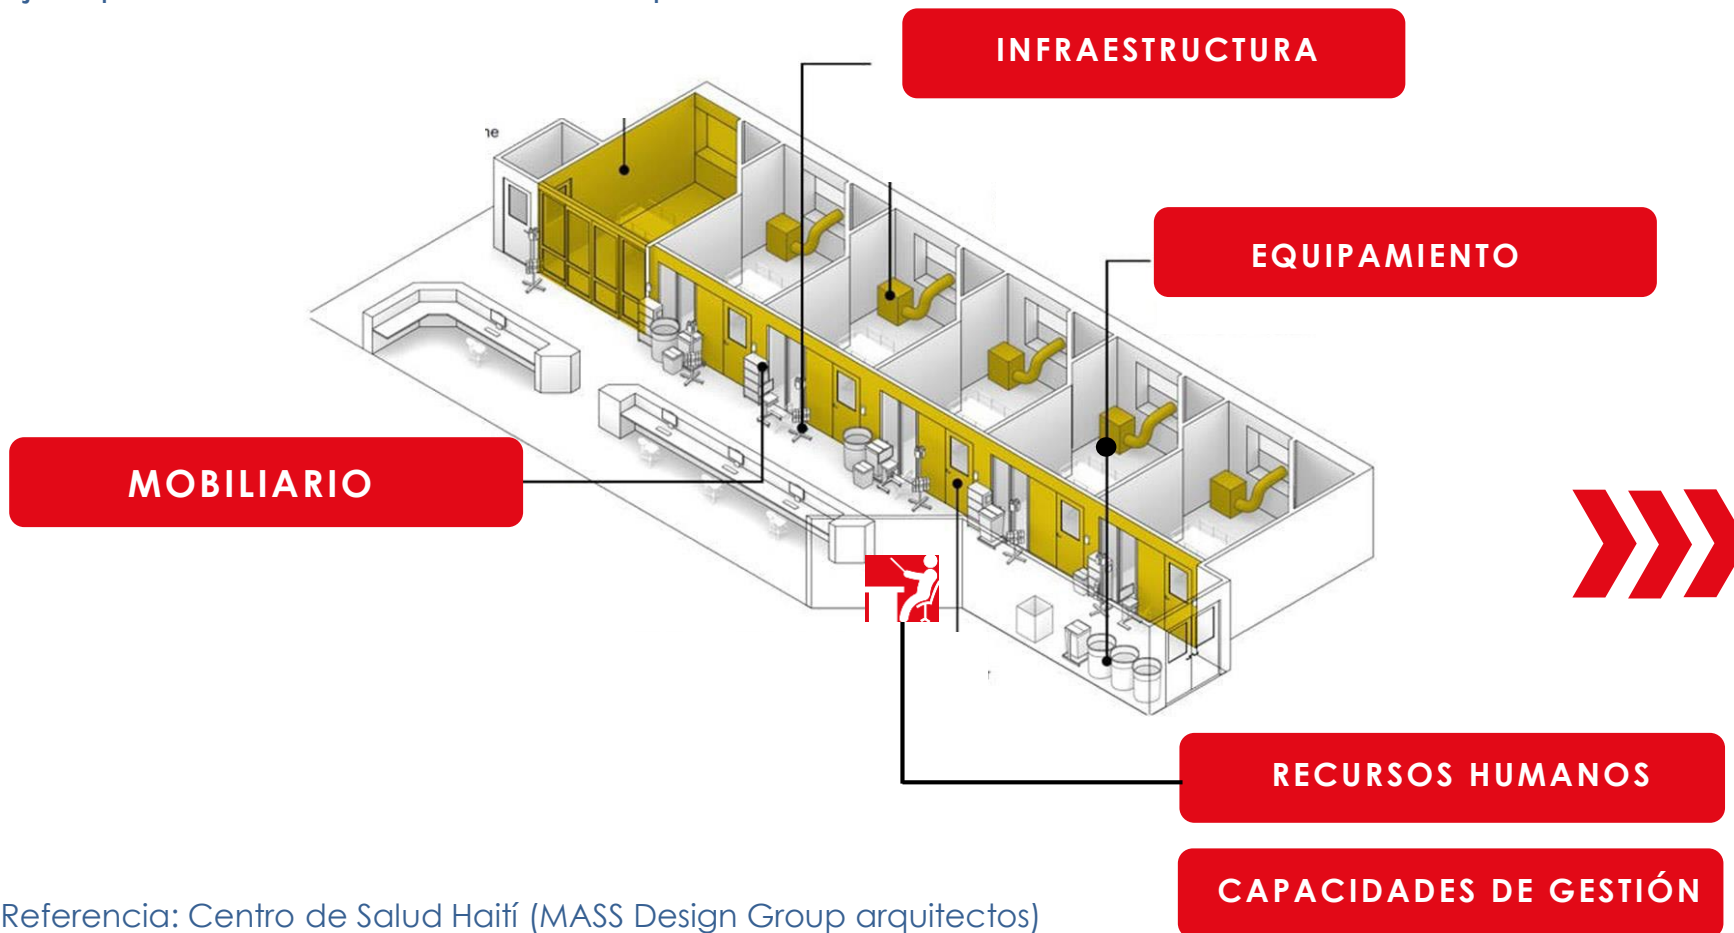 INFRAESTRUCTURA
EQUIPAMIENTO
MOBILIARIO
RECURSOS HUMANOS
CAPACIDADES DE GESTIÓN
Referencia: Centro de Salud Haití (MASS Design Group arquitectos)